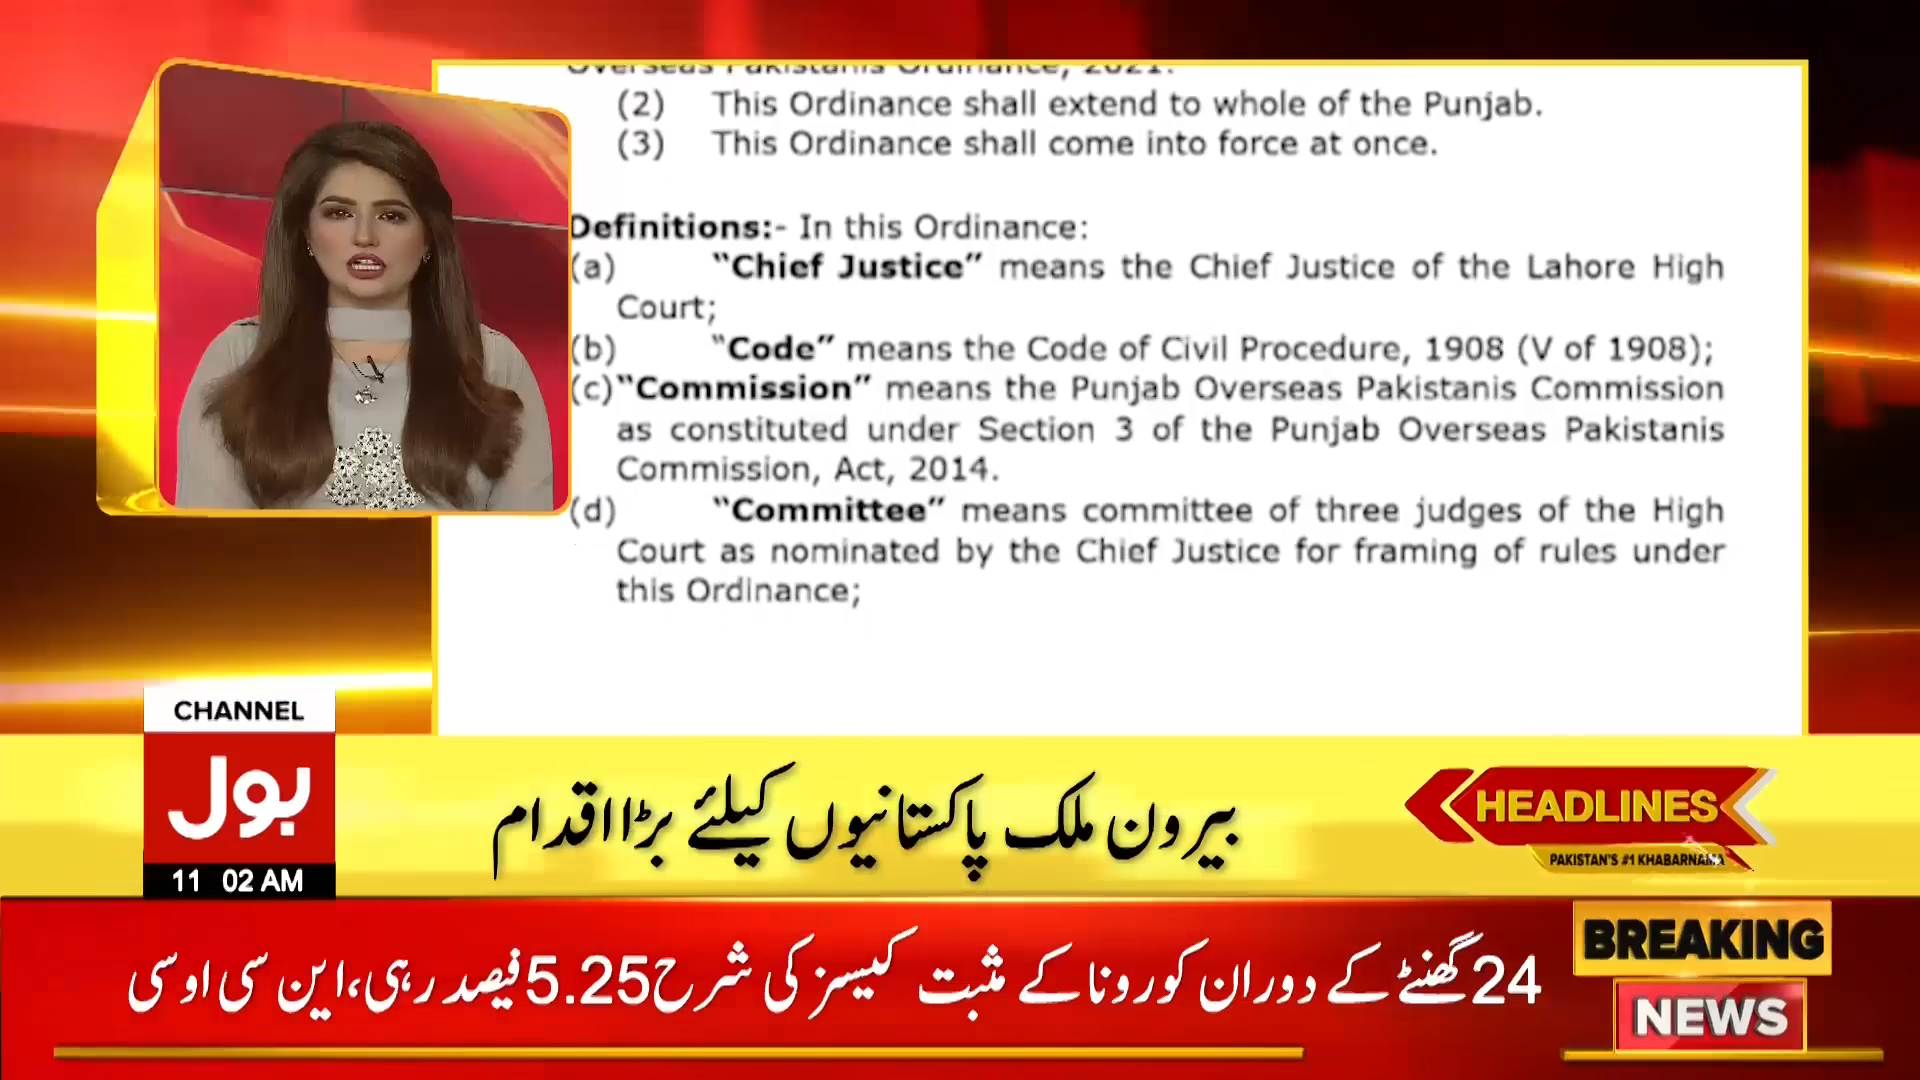 Overseas Pakistanis Ordinance, 2021.
(2) This Ordinance shall extend to whole of the Punjab.
(3) This Ordinance shall come into force at once.
Definitions:- In this Ordinance:
(a) “Chief Justice” means the Chief Justice of the Lahore High
Court;
(b) “Code” means the Code of Civil Procedure, 1908 (V of 1908);
(c) “Commission” means the Punjab Overseas Pakistanis Commission
as constituted under Section 3 of the Punjab Overseas Pakistanis
Commission, Act, 2014.
(d) “Committee” means committee of three judges of the High
Court as nominated by the Chief Justice for framing of rules under
this Ordinance;
CHANNEL
بول
11 02 AM
بیرون ملک پاکستانیوں کیلئے بڑا اقدام
HEADLINES
PAKISTAN'S #1 KHABARNAMA
24 گھنٹے کے دوران کورونا کے مثبت کیسز کی شرح 5.25 فیصد رہی، این سی او سی
BREAKING
NEWS